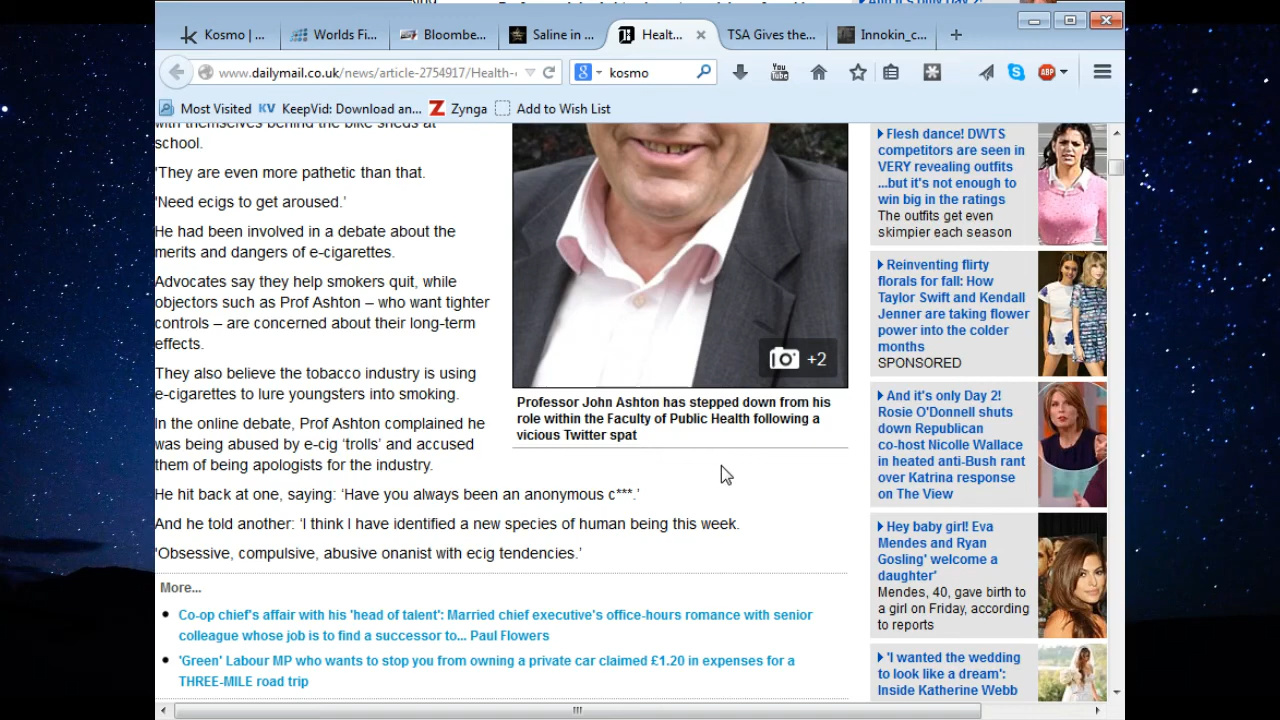 And it's only Day 2!
Kosmo | ...
Worlds Fi...
Bloombe...
Saline in ...
Healt...
TSA Gives the...
Innokin_c...
www.dailymail.co.uk/news/article-2754917/Health-
kosmo
You
Tube
ABP
Most Visited
KV
KeepVid: Download an...
Zynga
Add to Wish List
with themselves behind the bike sheds at
school.
'They are even more pathetic than that.
'Need ecigs to get aroused.'
He had been involved in a debate about the
merits and dangers of e-cigarettes.
Advocates say they help smokers quit, while
objectors such as Prof Ashton – who want tighter
controls – are concerned about their long-term
effects.
They also believe the tobacco industry is using
e-cigarettes to lure youngsters into smoking.
In the online debate, Prof Ashton complained he
was being abused by e-cig 'trolls' and accused
them of being apologists for the industry.
He hit back at one, saying: 'Have you always been an anonymous c***.'
And he told another: 'I think I have identified a new species of human being this week.
'Obsessive, compulsive, abusive onanist with ecig tendencies.'
+2
Professor John Ashton has stepped down from his
role within the Faculty of Public Health following a
vicious Twitter spat
More...
Co-op chief's affair with his 'head of talent': Married chief executive's office-hours romance with senior
colleague whose job is to find a successor to... Paul Flowers
'Green' Labour MP who wants to stop you from owning a private car claimed £1.20 in expenses for a
THREE-MILE road trip
Flesh dance! DWTS
competitors are seen in
VERY revealing outfits
...but it's not enough to
win big in the ratings
The outfits get even
skimpier each season
Reinventing flirty
florals for fall: How
Taylor Swift and Kendall
Jenner are taking flower
power into the colder
months
SPONSORED
And it's only Day 2!
Rosie O'Donnell shuts
down Republican
co-host Nicolle Wallace
in heated anti-Bush rant
over Katrina response
on The View
Hey baby girl! Eva
Mendes and Ryan
Gosling' welcome a
daughter'
Mendes, 40, gave birth to
a girl on Friday, according
to reports
'I wanted the wedding
to look like a dream':
Inside Katherine Webb